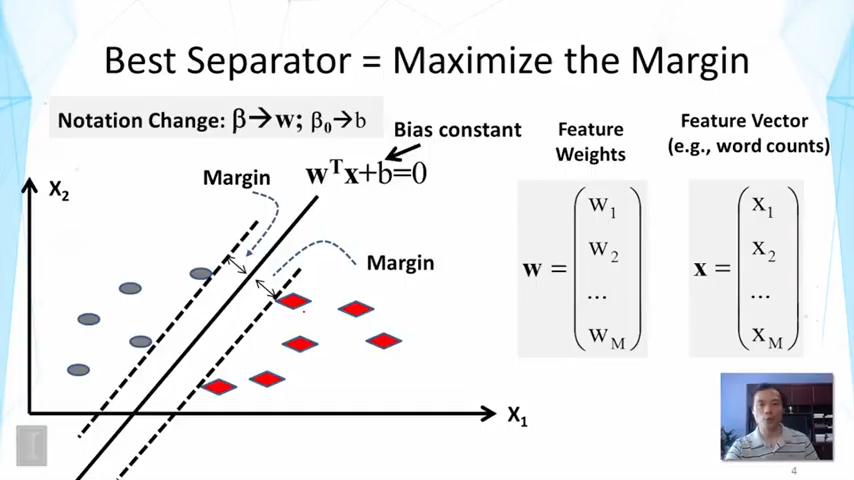 Best Separator = Maximize the Margin
Notation Change: β→w; β₀→b
Bias constant
Feature
Weights
Feature Vector
(e.g., word counts)
Margin
wᵀx+b=0
X₂
Margin
w =
w₁
w₂
...
w_M
x =
x₁
x₂
...
x_M
X₁
4